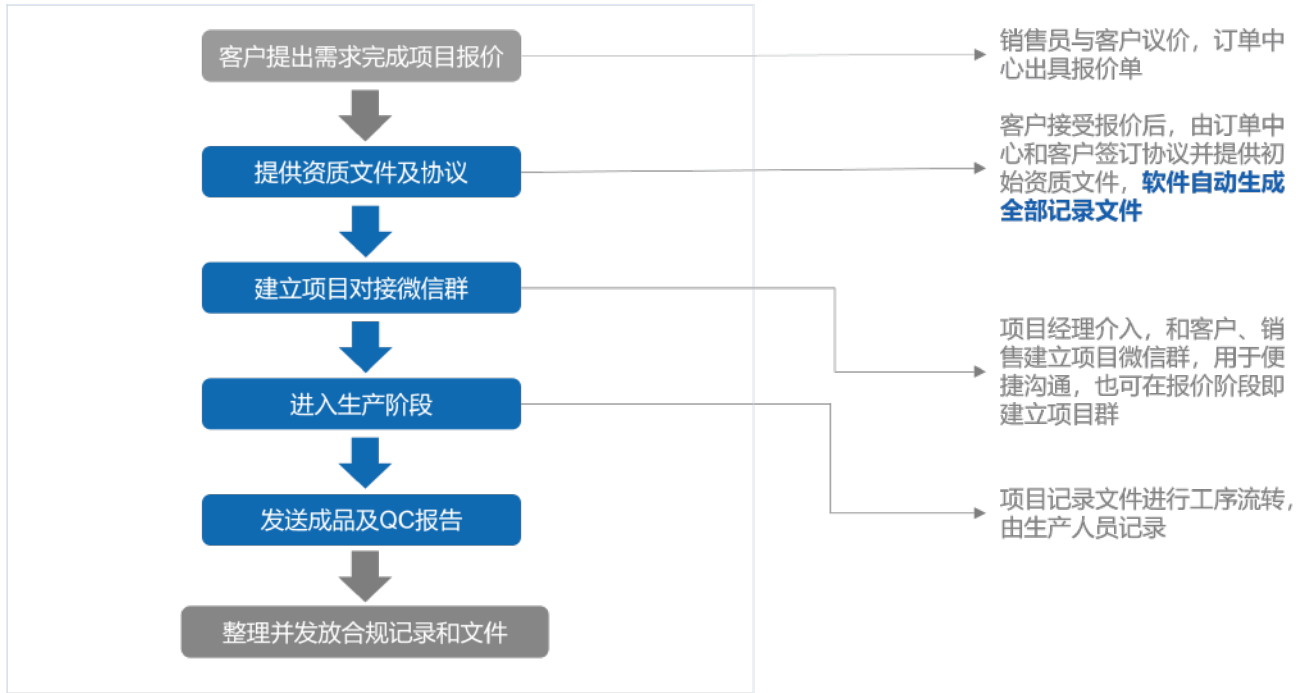 客户提出需求完成项目报价
销售员与客户议价，订单中
心出具报价单
提供资质文件及协议
客户接受报价后，由订单中
心和客户签订协议并提供初
始资质文件，软件自动生成
全部记录文件
建立项目对接微信群
项目经理介入，和客户、销
售建立项目微信群，用于便
捷沟通，也可在报价阶段即
建立项目群
进入生产阶段
项目记录文件进行工序流转，
由生产人员记录
发送成品及QC报告
整理并发放合规记录和文件